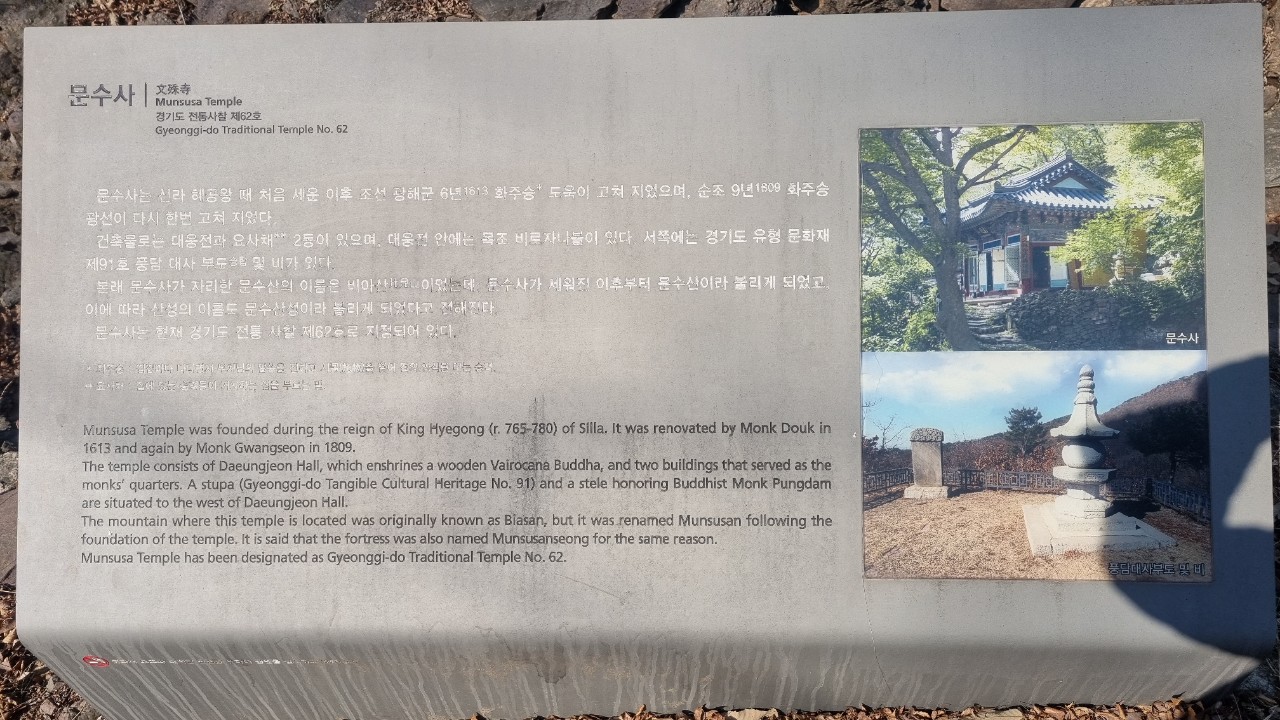 문수사
文殊寺
Munsusa Temple
경기도 전통사찰 제62호
Gyeonggi-do Traditional Temple No. 62
문수사는 신라 혜공왕 때 처음 세운 이후 조선 광해군 6년1613 화주승* 도욱이 고쳐 지었으며, 순조 9년1809 화주승
광선이 다시 한번 고쳐 지었다.
건축물로는 대웅전과 요사채** 2동이 있으며, 대웅전 안에는 목조 비로자나불이 있다. 서쪽에는 경기도 유형 문화재
제91호 풍담 대사 부도 및 비가 있다.
본래 문수사가 자리한 문수산의 이름은 비아산 이었는데, 문수사가 세워진 이후부터 문수산이라 불리게 되었고,
이에 따라 산성의 이름도 문수산성이라 불리게 되었다고 전해진다.
문수사는 현재 경기도 전통 사찰 제62호로 지정되어 있다.
Munsusa Temple was founded during the reign of King Hyegong (r. 765-780) of Silla. It was renovated by Monk Douk in
1613 and again by Monk Gwangseon in 1809.
The temple consists of Daeungjeon Hall, which enshrines a wooden Vairocana Buddha, and two buildings that served as the
monks' quarters. A stupa (Gyeonggi-do Tangible Cultural Heritage No. 91) and a stele honoring Buddhist Monk Pungdam
are situated to the west of Daeungjeon Hall.
The mountain where this temple is located was originally known as Biasan, but it was renamed Munsusan following the
foundation of the temple. It is said that the fortress was also named Munsusanseong for the same reason.
Munsusa Temple has been designated as Gyeonggi-do Traditional Temple No. 62.
문수사
풍담대사부도 및 비